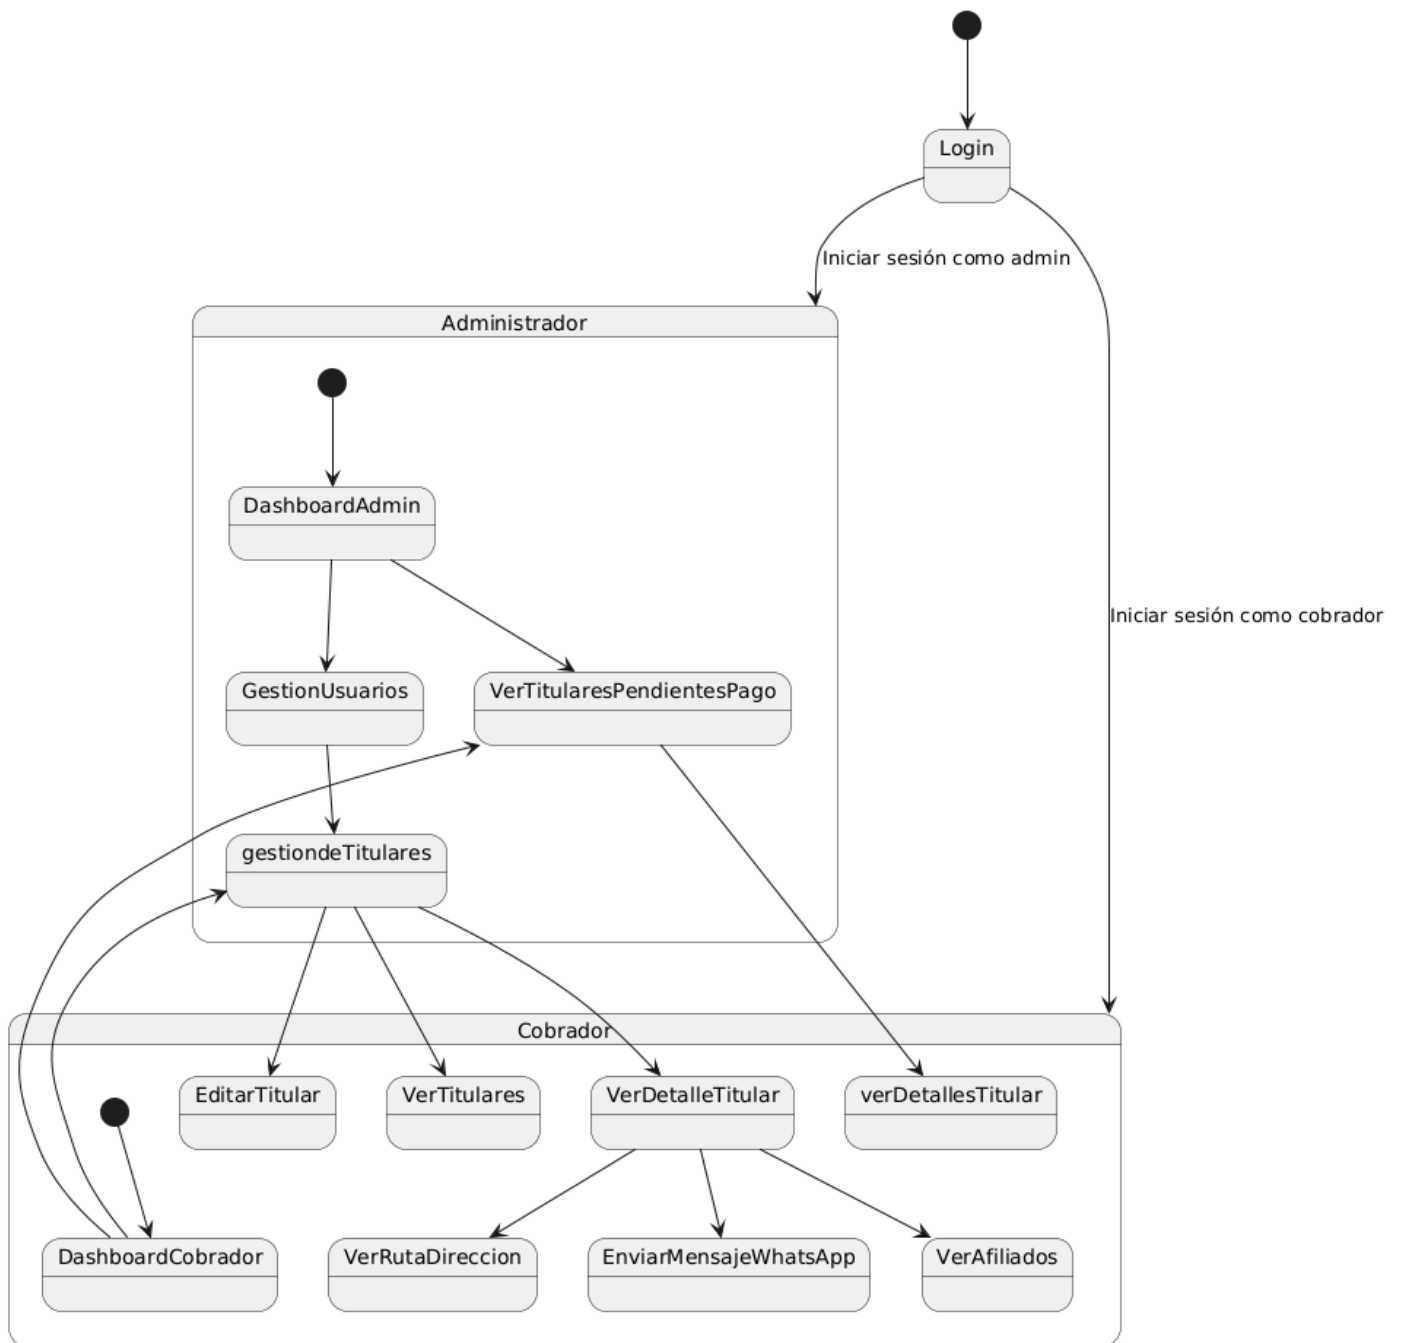 Login
Iniciar sesión como admin
Administrador
DashboardAdmin
Iniciar sesión como cobrador
GestionUsuarios
VerTitularesPendientesPago
gestiondeTitulares
Cobrador
EditarTitular
VerTitulares
VerDetalleTitular
verDetallesTitular
DashboardCobrador
VerRutaDireccion
EnviarMensajeWhatsApp
VerAfiliados